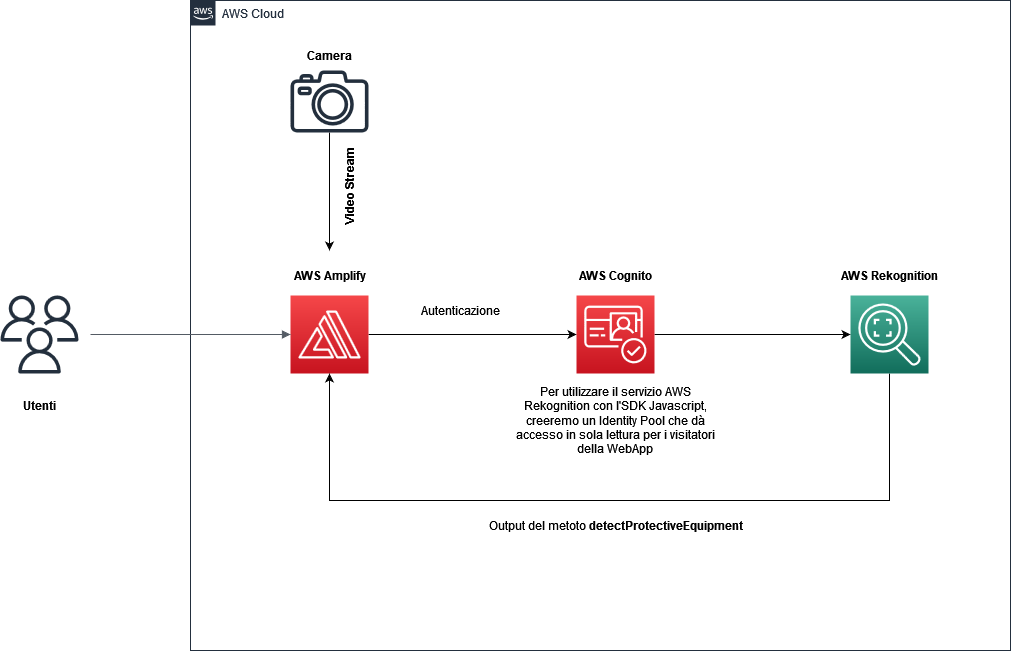 aws
AWS Cloud
Camera
Video Stream
AWS Amplify
AWS Cognito
AWS Rekognition
Autenticazione
Utenti
Per utilizzare il servizio AWS
Rekognition con l'SDK Javascript,
creeremo un Identity Pool che dà
accesso in sola lettura per i visitatori
della WebApp
Output del metoto detectProtectiveEquipment